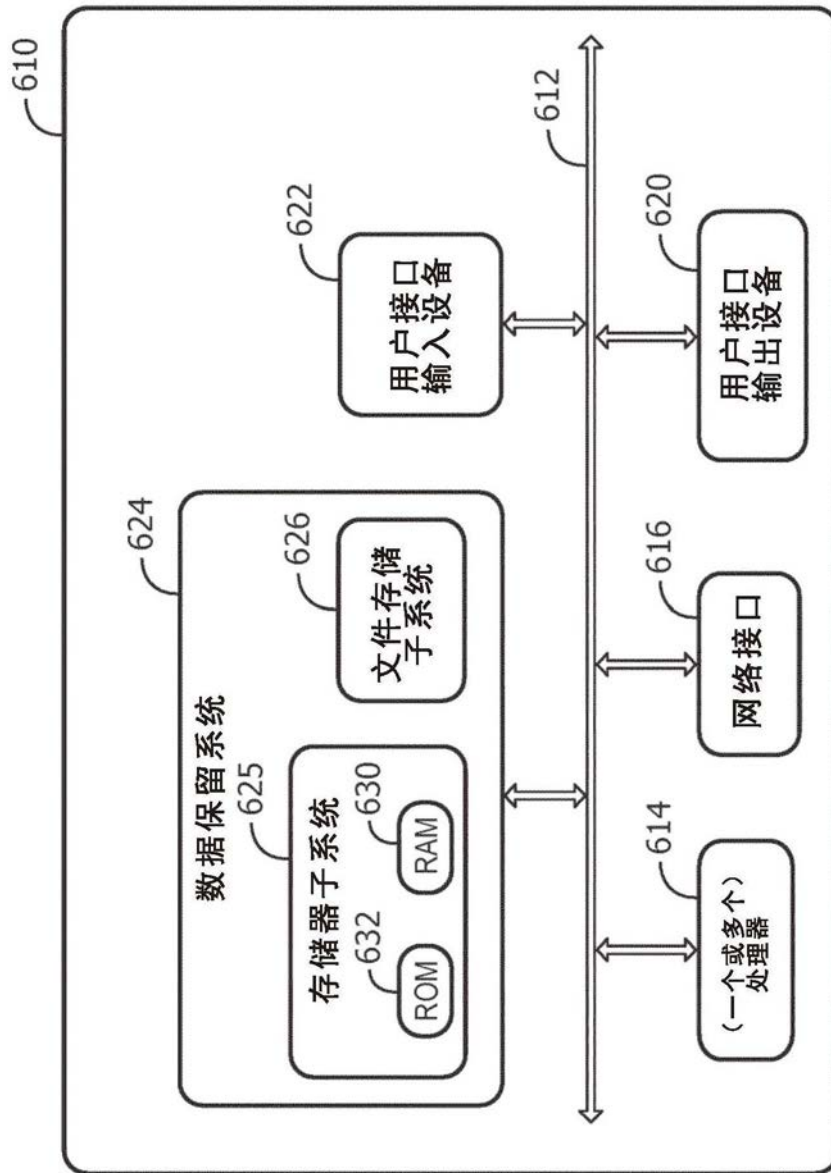 610
624
数据保留系统
625
存储器子系统
632
ROM
630
RAM
626
文件存储
子系统
622
用户接口
输入设备
612
614
(一个或多个)
处理器
616
网络接口
620
用户接口
输出设备